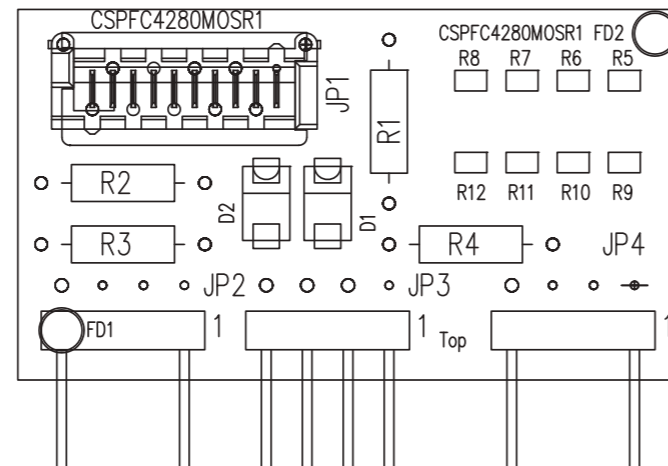 CSPFC4280MOSR1
CSPFC4280MOSR1 FD2
R8 R7 R6 R5
JP1
R1
R12 R11 R10 R9
R2
D2
D1
R3
R4
JP4
JP2
JP3
FD1
1
1
Top
1